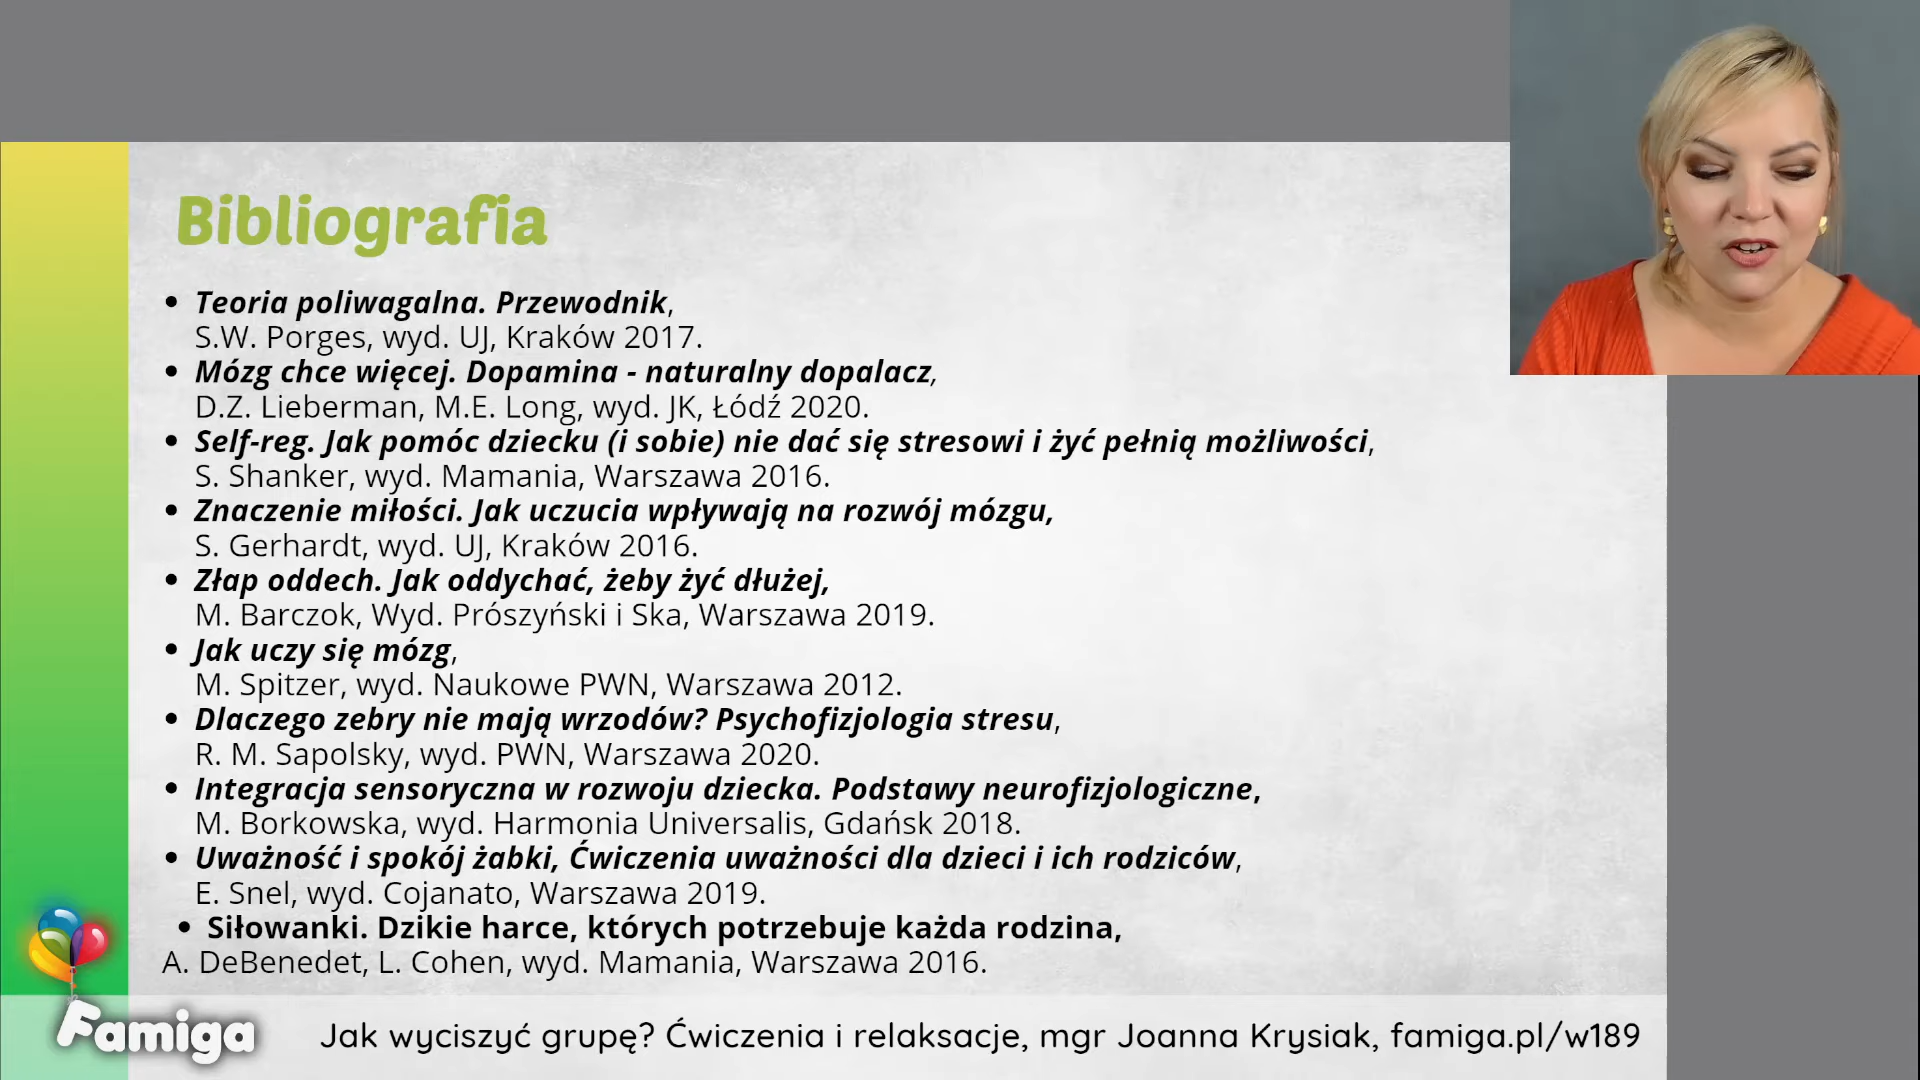 Bibliografia
• Teoria poliwagalna. Przewodnik,
S.W. Porges, wyd. UJ, Kraków 2017.
• Mózg chce więcej. Dopamina - naturalny dopalacz,
D.Z. Lieberman, M.E. Long, wyd. JK, Łódź 2020.
• Self-reg. Jak pomóc dziecku (i sobie) nie dać się stresowi i żyć pełnią możliwości,
S. Shanker, wyd. Mamania, Warszawa 2016.
• Znaczenie miłości. Jak uczucia wpływają na rozwój mózgu,
S. Gerhardt, wyd. UJ, Kraków 2016.
• Złap oddech. Jak oddychać, żeby żyć dłużej,
M. Barczok, Wyd. Prószyński i Ska, Warszawa 2019.
• Jak uczy się mózg,
M. Spitzer, wyd. Naukowe PWN, Warszawa 2012.
• Dlaczego zebry nie mają wrzodów? Psychofizjologia stresu,
R. M. Sapolsky, wyd. PWN, Warszawa 2020.
• Integracja sensoryczna w rozwoju dziecka. Podstawy neurofizjologiczne,
M. Borkowska, wyd. Harmonia Universalis, Gdańsk 2018.
• Uważność i spokój żabki, Ćwiczenia uważności dla dzieci i ich rodziców,
E. Snel, wyd. Cojanato, Warszawa 2019.
• Siłowanki. Dzikie harce, których potrzebuje każda rodzina,
A. DeBenedet, L. Cohen, wyd. Mamania, Warszawa 2016.
Famiga
Jak wyciszyć grupę? Ćwiczenia i relaksacje, mgr Joanna Krysiak, famiga.pl/w189